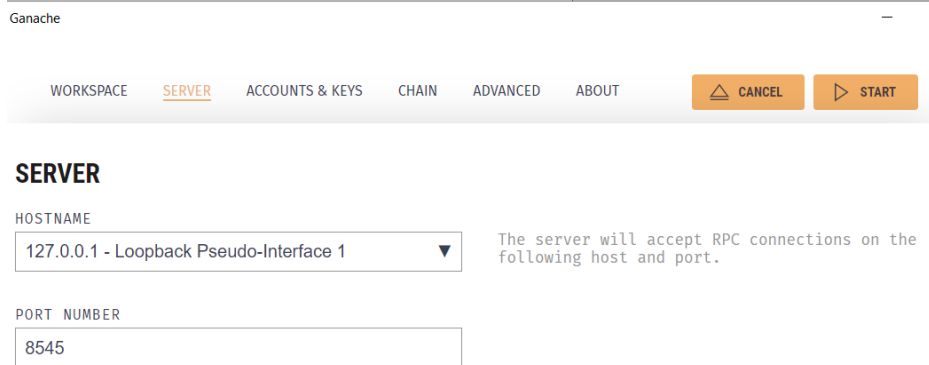 Ganache
WORKSPACE SERVER ACCOUNTS & KEYS CHAIN ADVANCED ABOUT CANCEL START
SERVER
HOSTNAME
127.0.0.1 - Loopback Pseudo-Interface 1
The server will accept RPC connections on the
following host and port.
PORT NUMBER
8545